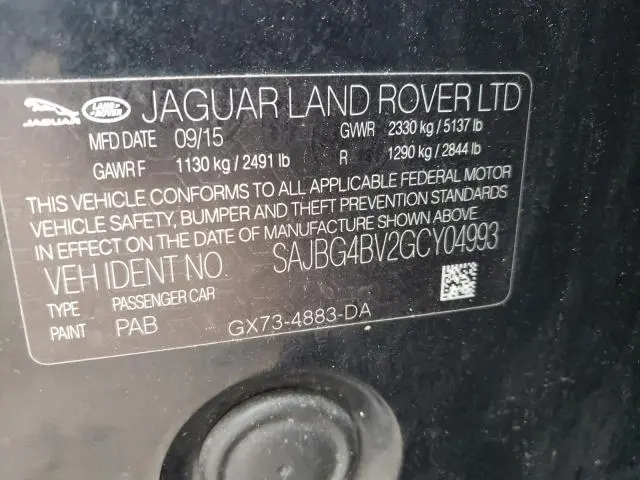 JAGUAR LAND ROVER JAGUAR LAND ROVER LTD
MFD DATE 09/15 GVWR 2330 kg / 5137 lb
GAWR F 1130 kg / 2491 lb R 1290 kg / 2844 lb
THIS VEHICLE CONFORMS TO ALL APPLICABLE FEDERAL MOTOR
VEHICLE SAFETY, BUMPER AND THEFT PREVENTION STANDARDS
IN EFFECT ON THE DATE OF MANUFACTURE SHOWN ABOVE
VEH IDENT NO. SAJBG4BV2GCY04993
TYPE PASSENGER CAR
PAINT PAB GX73-4883-DA